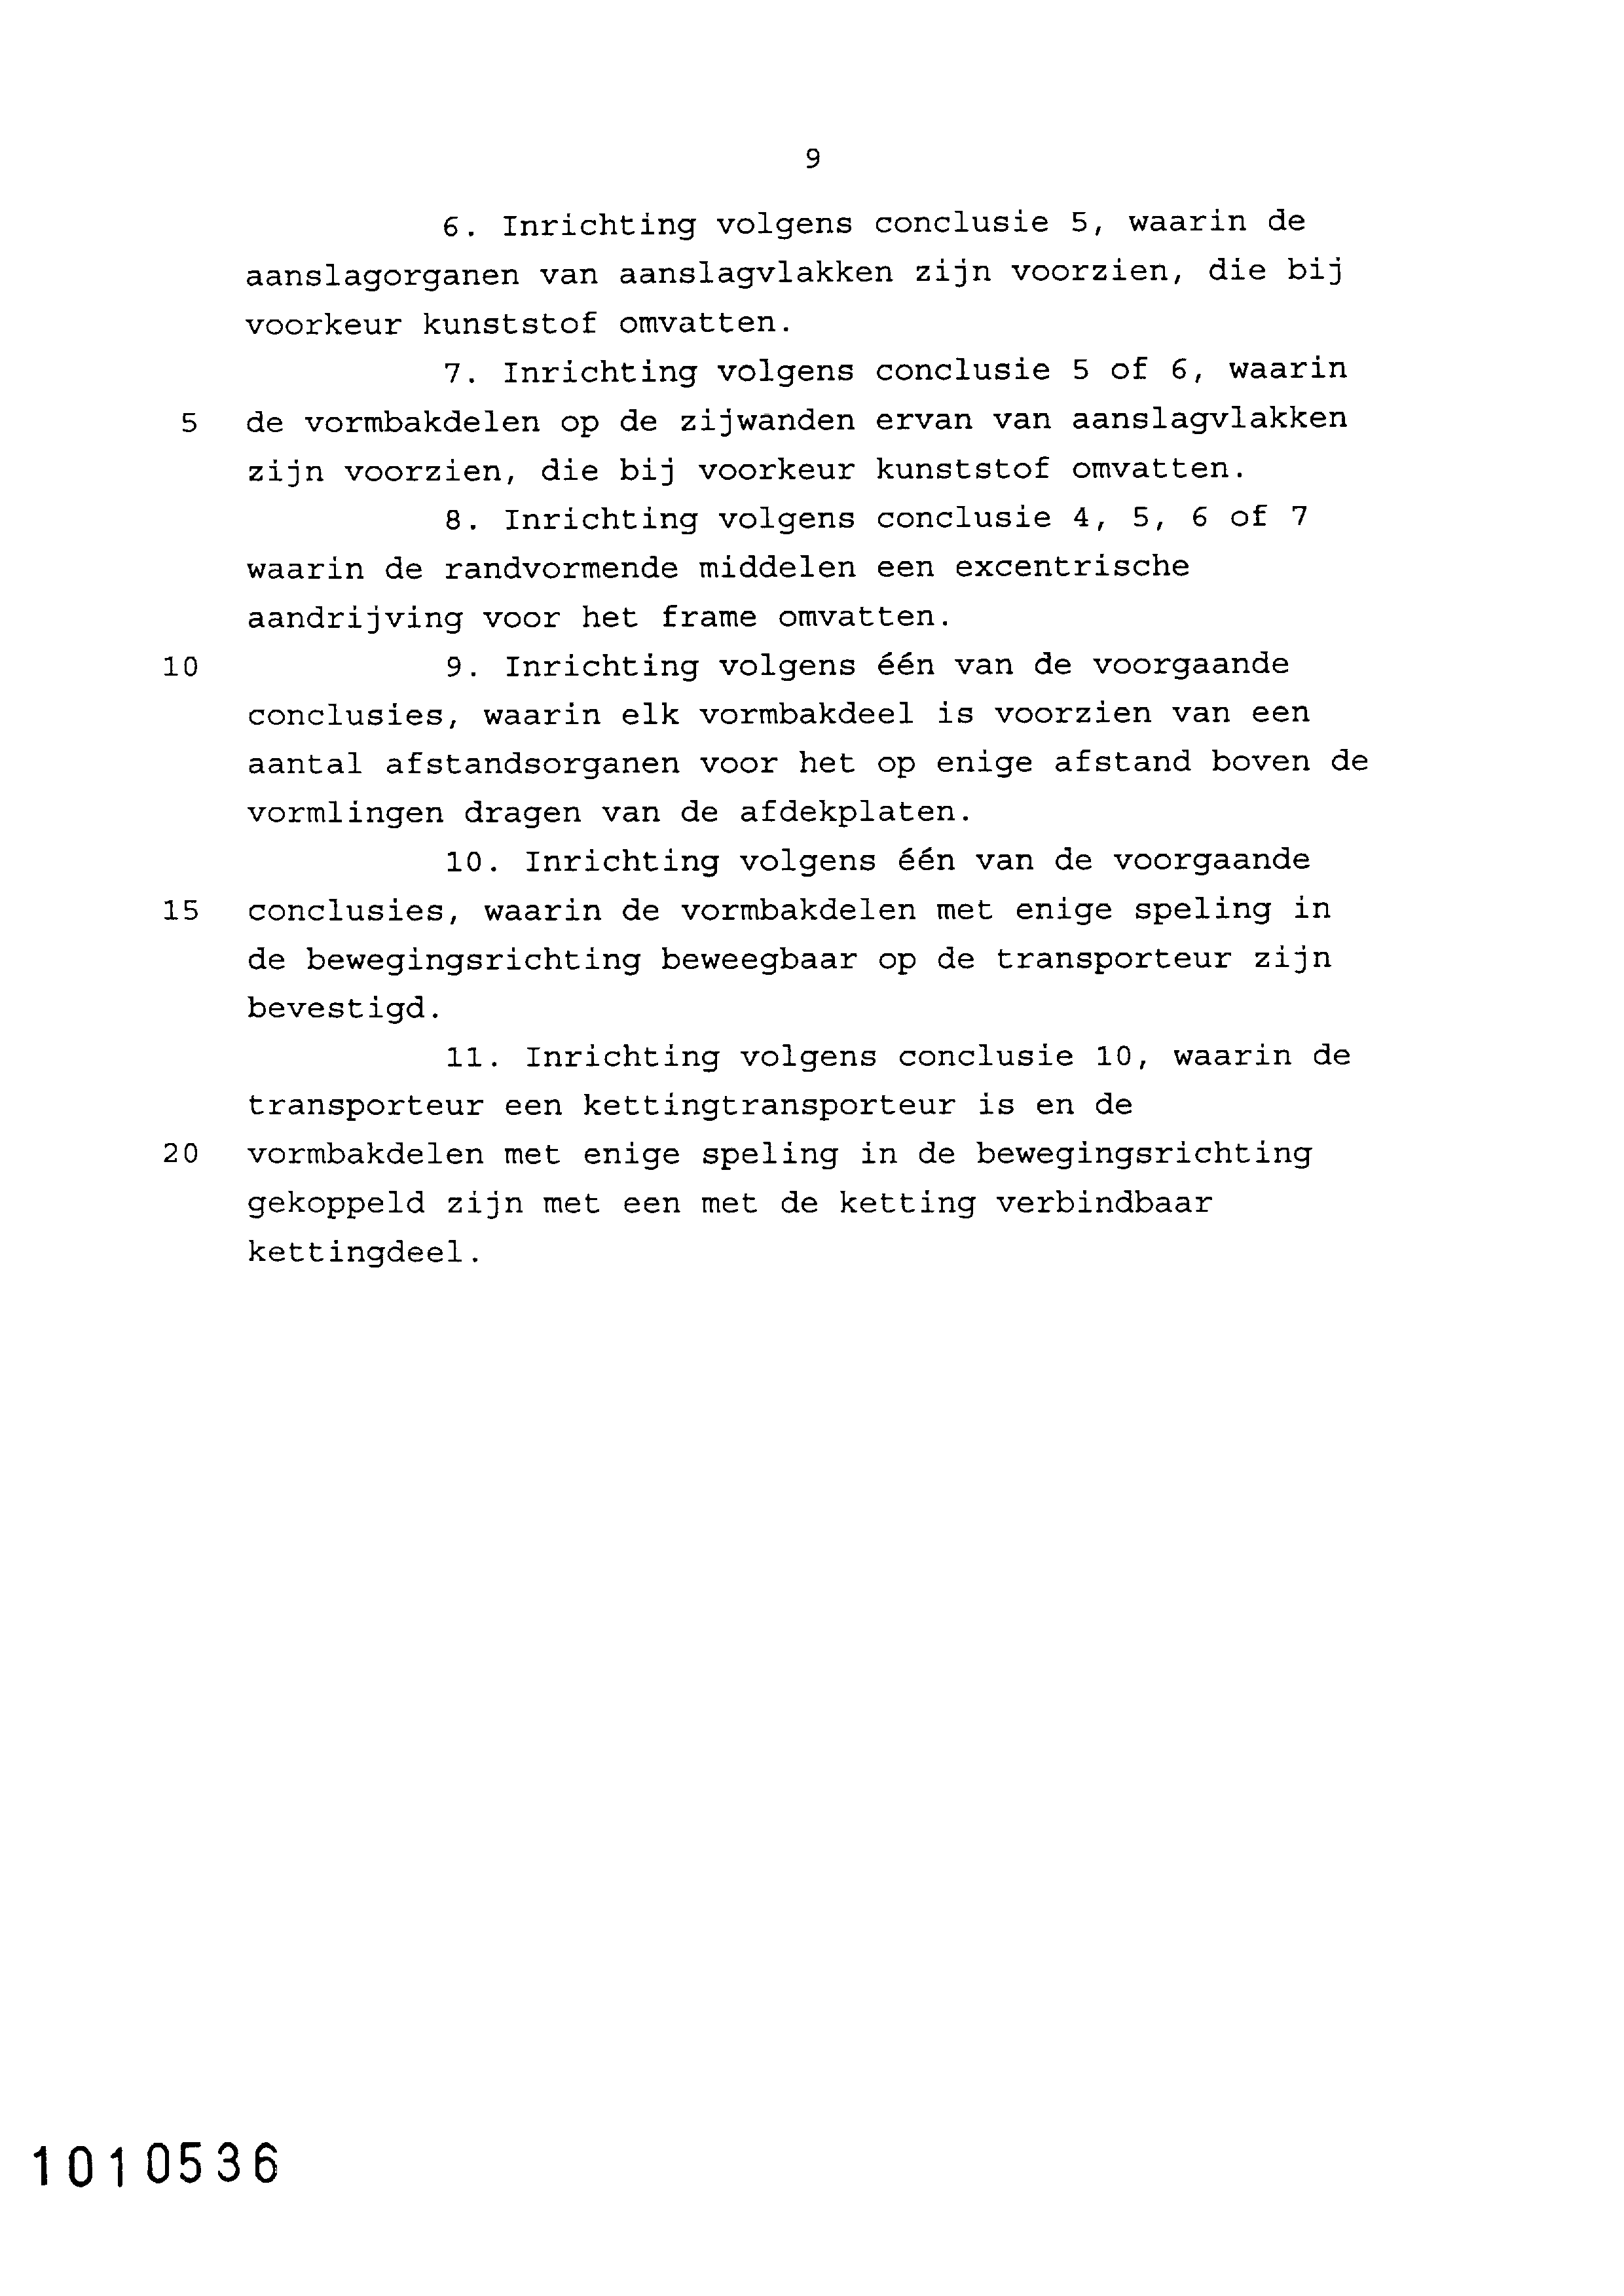 9
6. Inrichting volgens conclusie 5, waarin de
aanslagorganen van aanslagvlakken zijn voorzien, die bij
voorkeur kunststof omvatten.
7. Inrichting volgens conclusie 5 of 6, waarin
5 de vormbakdelen op de zijwanden ervan van aanslagvlakken
zijn voorzien, die bij voorkeur kunststof omvatten.
8. Inrichting volgens conclusie 4, 5, 6 of 7
waarin de randvormende middelen een excentrische
aandrijving voor het frame omvatten.
10 9. Inrichting volgens één van de voorgaande
conclusies, waarin elk vormbakdeel is voorzien van een
aantal afstandsorganen voor het op enige afstand boven de
vormlingen dragen van de afdekplaten.
10. Inrichting volgens één van de voorgaande
15 conclusies, waarin de vormbakdelen met enige speling in
de bewegingsrichting beweegbaar op de transporteur zijn
bevestigd.
11. Inrichting volgens conclusie 10, waarin de
transporteur een kettingtransporteur is en de
20 vormbakdelen met enige speling in de bewegingsrichting
gekoppeld zijn met een met de ketting verbindbaar
kettingdeel.
1010536